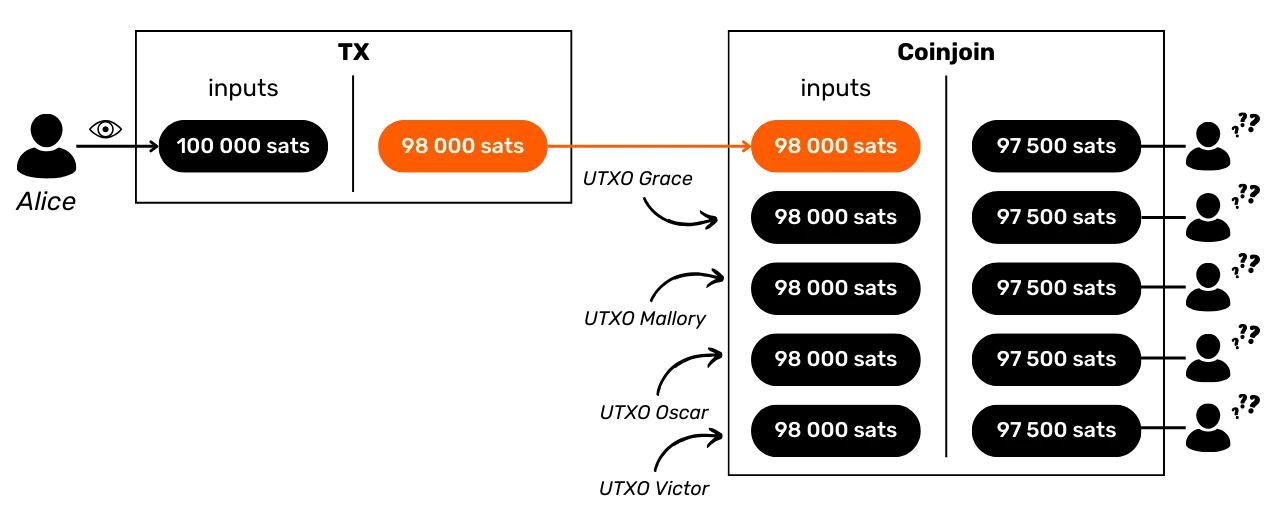 TX
inputs
100 000 sats
98 000 sats
Alice
Coinjoin
inputs
98 000 sats
97 500 sats
??
?
UTXO Grace
98 000 sats
97 500 sats
??
?
98 000 sats
97 500 sats
??
?
UTXO Mallory
98 000 sats
97 500 sats
??
?
UTXO Oscar
98 000 sats
97 500 sats
??
?
UTXO Victor